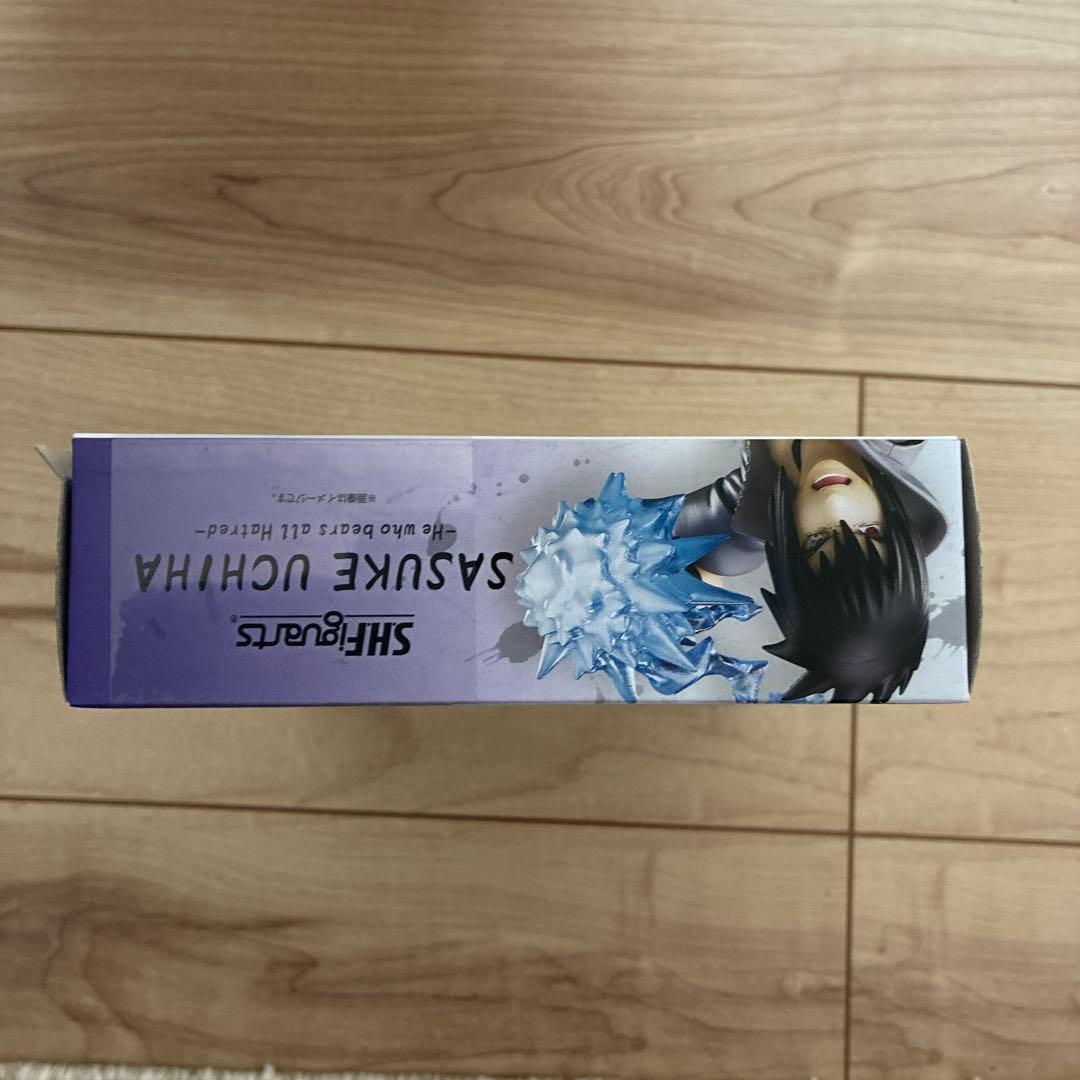 S.H.Figuarts®
SASUKE UCHIHA
-He who bears all Hatred-
※画像はイメージです。